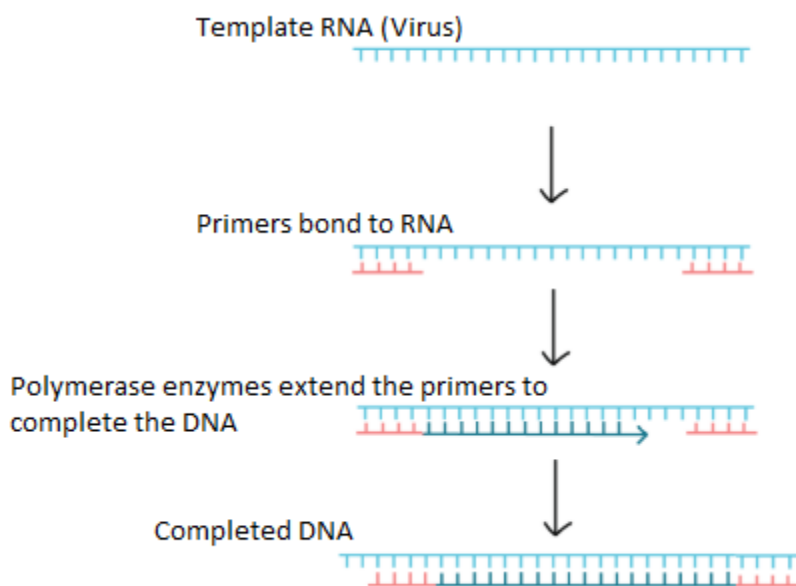 Template RNA (Virus)
Primers bond to RNA
Polymerase enzymes extend the primers to
complete the DNA
Completed DNA